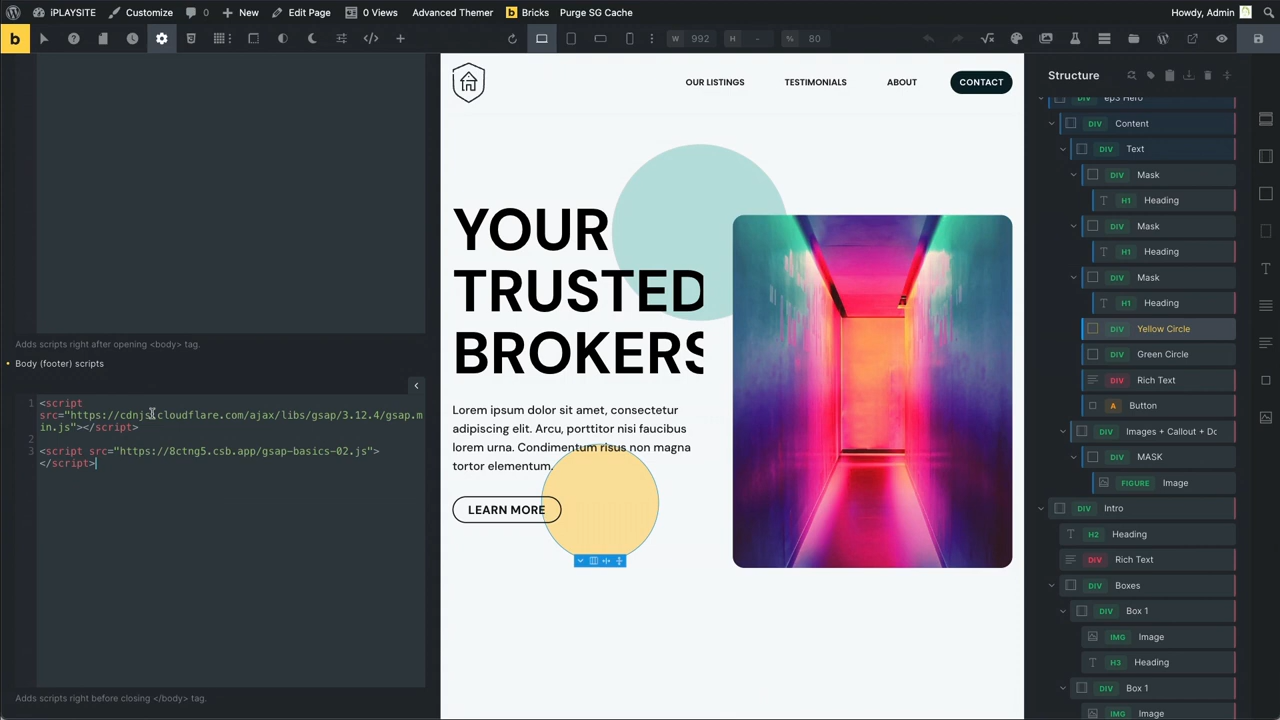 iPLAYSITE
Customize
0
New
Edit Page
0 Views
Advanced Themer
b
Bricks
Purge SG Cache
Howdy, Admin
b
W
992
H
-
%
80
Adds scripts right after opening <body> tag.
Body (footer) scripts
1
<script
src="https://cdnjs.cloudflare.com/ajax/libs/gsap/3.12.4/gsap.m
in.js"></script>
2
3
<script src="https://8ctng5.csb.app/gsap-basics-02.js">
</script>
Adds scripts right before closing </body> tag.
OUR LISTINGS
TESTIMONIALS
ABOUT
CONTACT
YOUR
TRUSTED
BROKERS
Lorem ipsum dolor sit amet, consectetur
adipiscing elit. Arcu, porttitor nisi faucibus
lorem urna. Condimentum risus non magna
tortor elementum.
LEARN MORE
Structure
ep3 Hero
DIV Content
DIV Text
DIV Mask
T H1 Heading
DIV Mask
T H1 Heading
DIV Mask
T H1 Heading
DIV Yellow Circle
DIV Green Circle
DIV Rich Text
A Button
DIV Images + Callout + Dc
DIV MASK
FIGURE Image
DIV Intro
T H2 Heading
DIV Rich Text
DIV Boxes
DIV Box 1
IMG Image
T H3 Heading
DIV Box 1
IMG Image